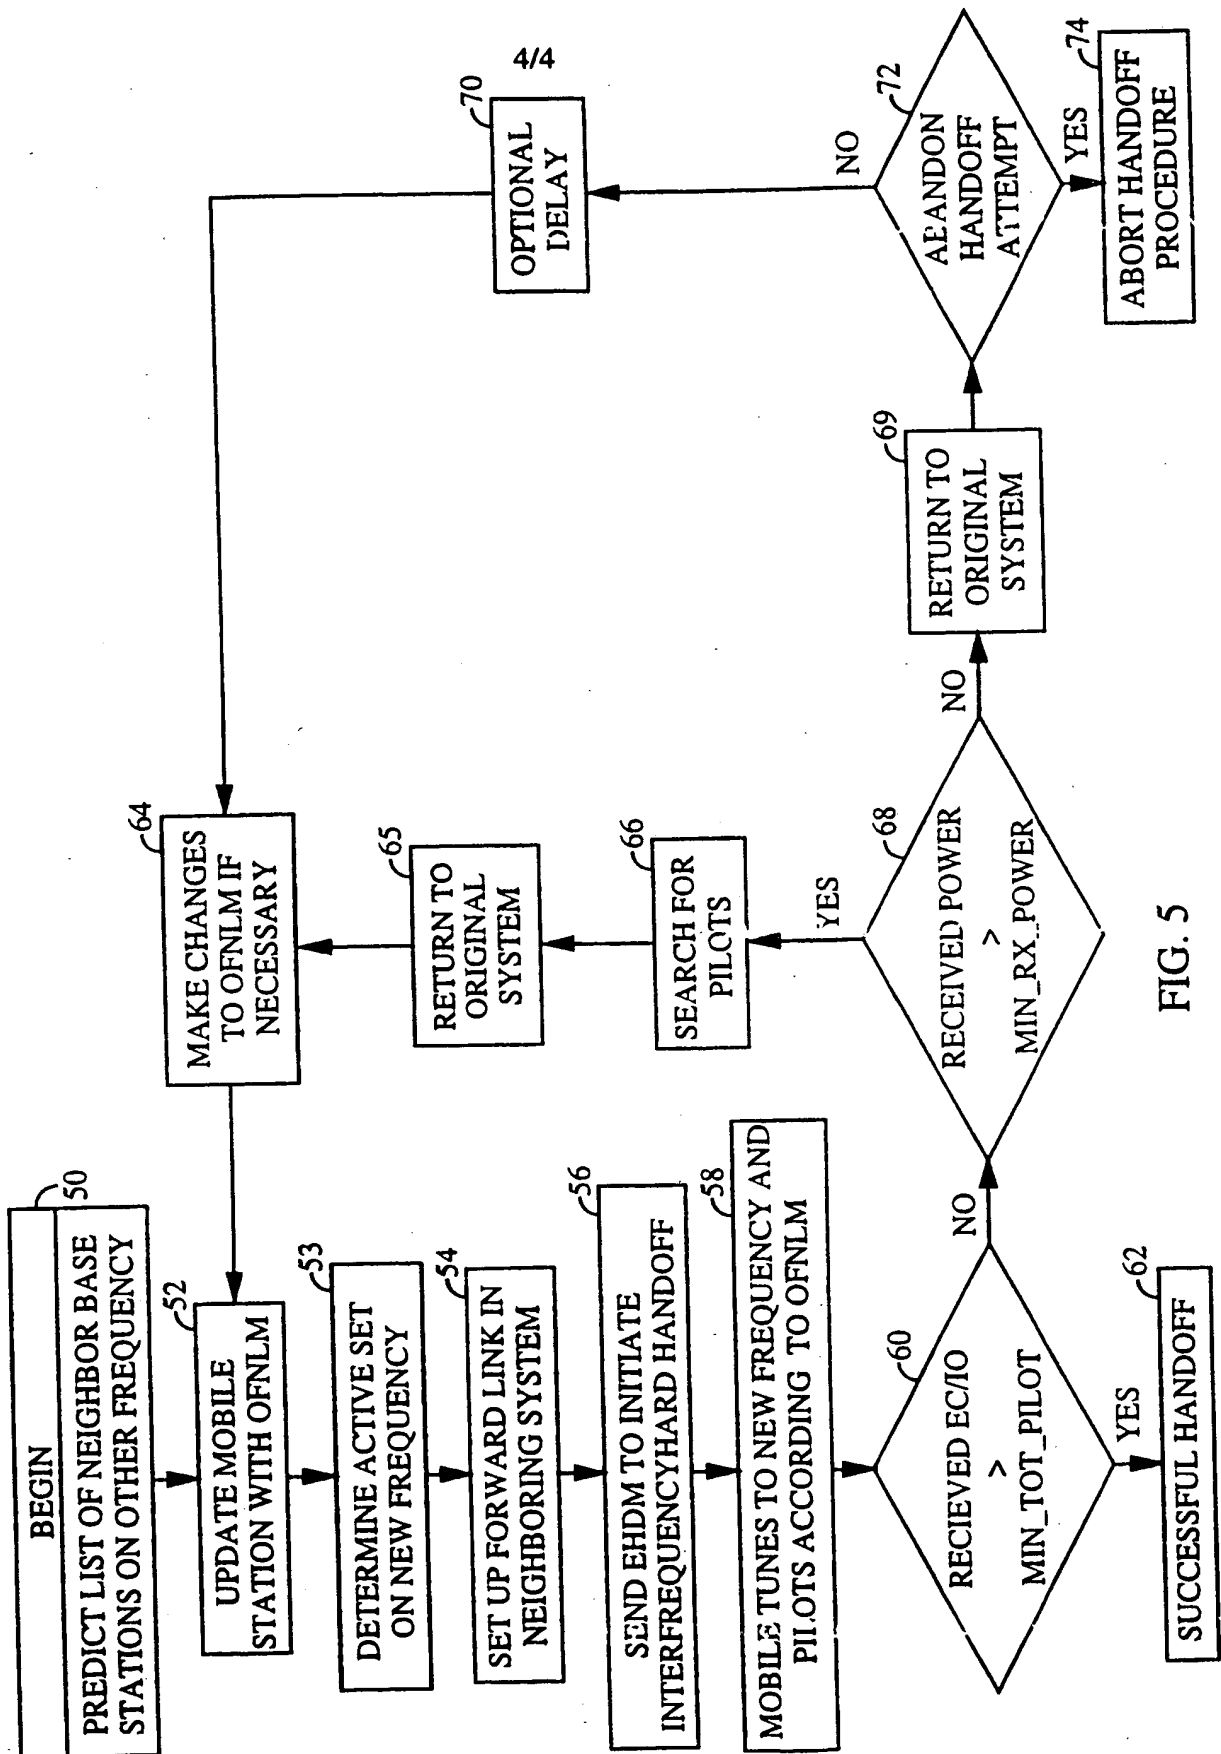 4/4
BEGIN
50
PREDICT LIST OF NEIGHBOR BASE
STATIONS ON OTHER FREQUENCY
52
UPDATE MOBILE
STATION WITH OFNLM
53
DETERMINE ACTIVE SET
ON NEW FREQUENCY
54
SET UP FORWARD LINK IN
NEIGHBORING SYSTEM
56
SEND EHDM TO INITIATE
INTERFREQUENCYHARD HANDOFF
58
MOBILE TUNES TO NEW FREQUENCY AND
PILOTS ACCORDING TO OFNLM
60
RECIEVED EC/IO
>
MIN_TOT_PILOT
YES
62
SUCCESSFUL HANDOFF
NO
68
RECEIVED POWER
>
MIN_RX_POWER
YES
66
SEARCH FOR
PILOTS
65
RETURN TO
ORIGINAL
SYSTEM
64
MAKE CHANGES
TO OFNLM IF
NECESSARY
NO
69
RETURN TO
ORIGINAL
SYSTEM
72
ABANDON
HANDOFF
ATTEMPT
NO
70
OPTIONAL
DELAY
YES
74
ABORT HANDOFF
PROCEDURE
FIG. 5